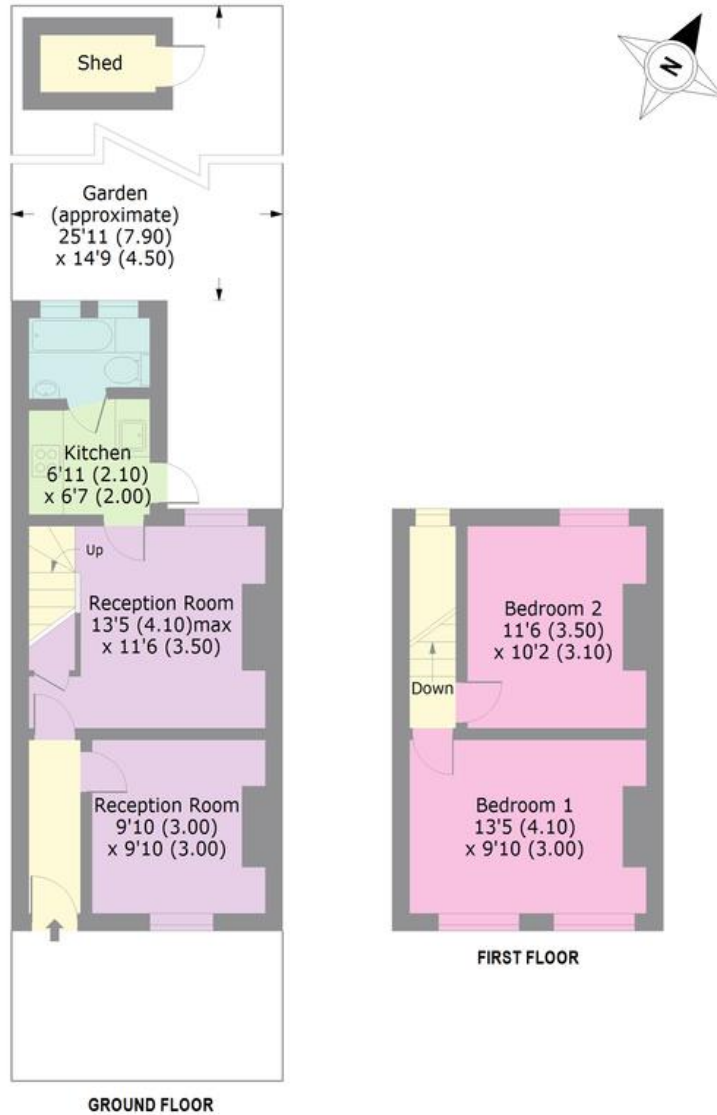 Shed
N
Garden
(approximate)
25'11 (7.90)
x 14'9 (4.50)
Kitchen
6'11 (2.10)
x 6'7 (2.00)
Up
Reception Room
13'5 (4.10)max
x 11'6 (3.50)
Reception Room
9'10 (3.00)
x 9'10 (3.00)
GROUND FLOOR
Bedroom 2
11'6 (3.50)
x 10'2 (3.10)
Down
Bedroom 1
13'5 (4.10)
x 9'10 (3.00)
FIRST FLOOR